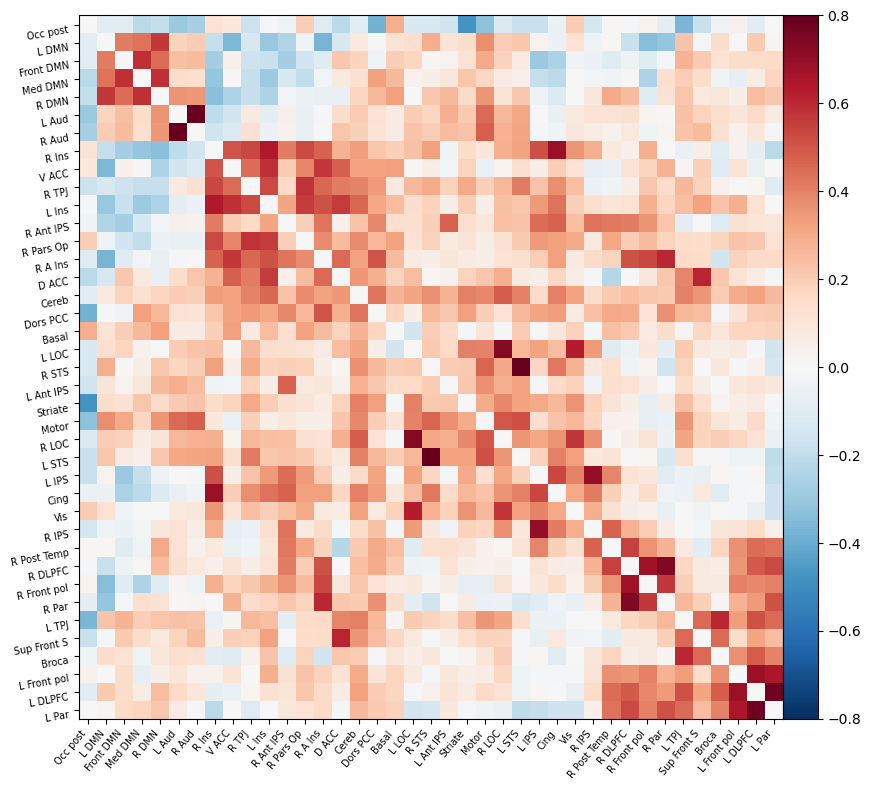 Occ post
L DMN
Front DMN
Med DMN
R DMN
L Aud
R Aud
R Ins
V ACC
R TPJ
L Ins
R Ant IPS
R Pars Op
R A Ins
D ACC
Cereb
Dors PCC
Basal
L LOC
R STS
L Ant IPS
Striate
Motor
R LOC
L STS
L IPS
Cing
Vis
R IPS
R Post Temp
R DLPFC
R Front pol
R Par
L TPJ
Sup Front S
Broca
L Front pol
L DLPFC
L Par
Occ post
L DMN
Front DMN
Med DMN
R DMN
L Aud
R Aud
R Ins
V ACC
R TPJ
L Ins
R Ant IPS
R Pars Op
R A Ins
D ACC
Cereb
Dors PCC
Basal
L LOC
R STS
L Ant IPS
Striate
Motor
R LOC
L STS
L IPS
Cing
Vis
R IPS
R Post Temp
R DLPFC
R Front pol
R Par
L TPJ
Sup Front S
Broca
L Front pol
L DLPFC
L Par
0.8
0.6
0.4
0.2
0.0
−0.2
−0.4
−0.6
−0.8